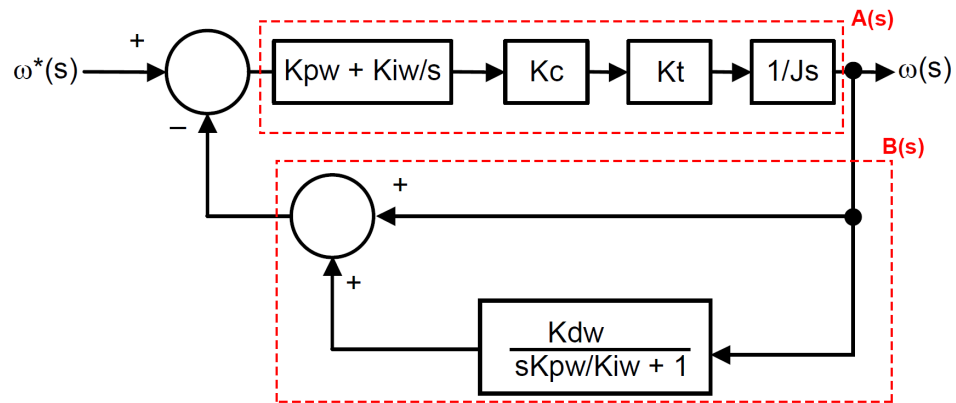 A(s)
+
ω*(s)
Kpw + Kiw/s
Kc
Kt
1/Js
ω(s)
−
B(s)
+
+
Kdw
sKpw/Kiw + 1